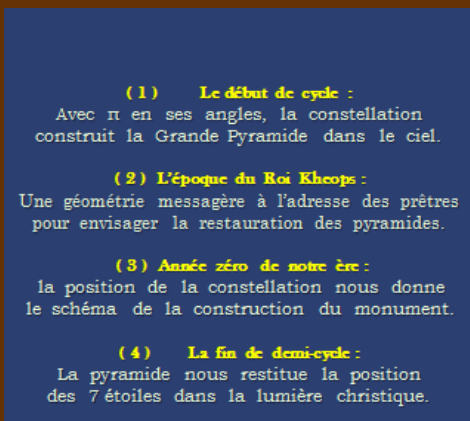 ( 1 ) Le début de cycle :
Avec π en ses angles, la constellation
construit la Grande Pyramide dans le ciel.
( 2 ) L'époque du Roi Kheops :
Une géométrie messagère à l'adresse des prêtres
pour envisager la restauration des pyramides.
( 3 ) Année zéro de notre ère :
la position de la constellation nous donne
le schéma de la construction du monument.
( 4 ) La fin de demi-cycle :
La pyramide nous restitue la position
des 7 étoiles dans la lumière christique.